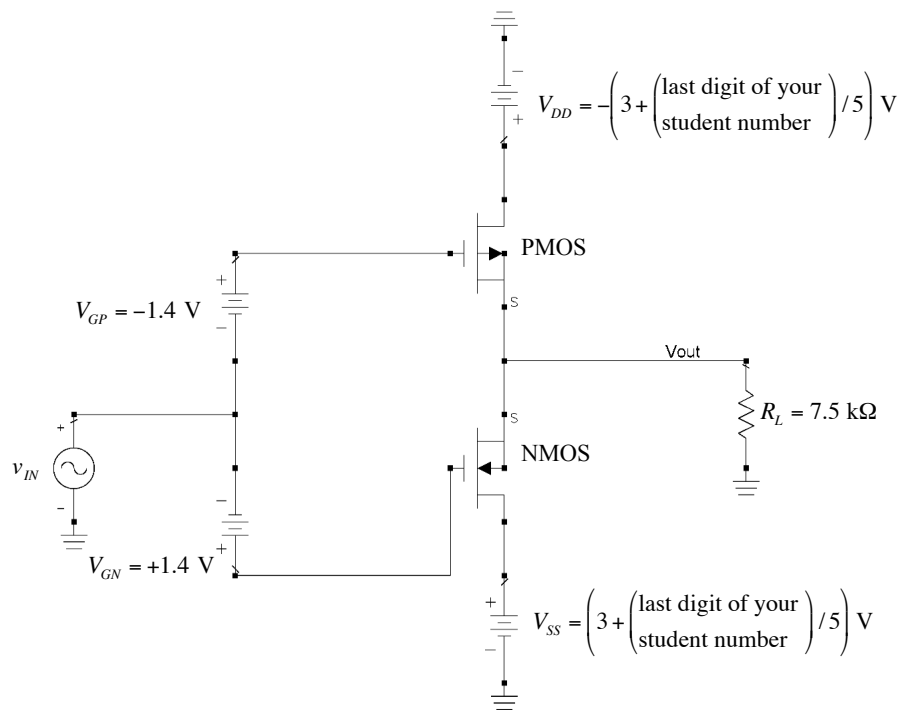 V_DD = -(3 + (last digit of your student number) / 5) V
PMOS
S
V_GP = −1.4 V
Vout
S
R_L = 7.5 kΩ
NMOS
v_IN
V_GN = +1.4 V
V_SS = (3 + (last digit of your student number) / 5) V